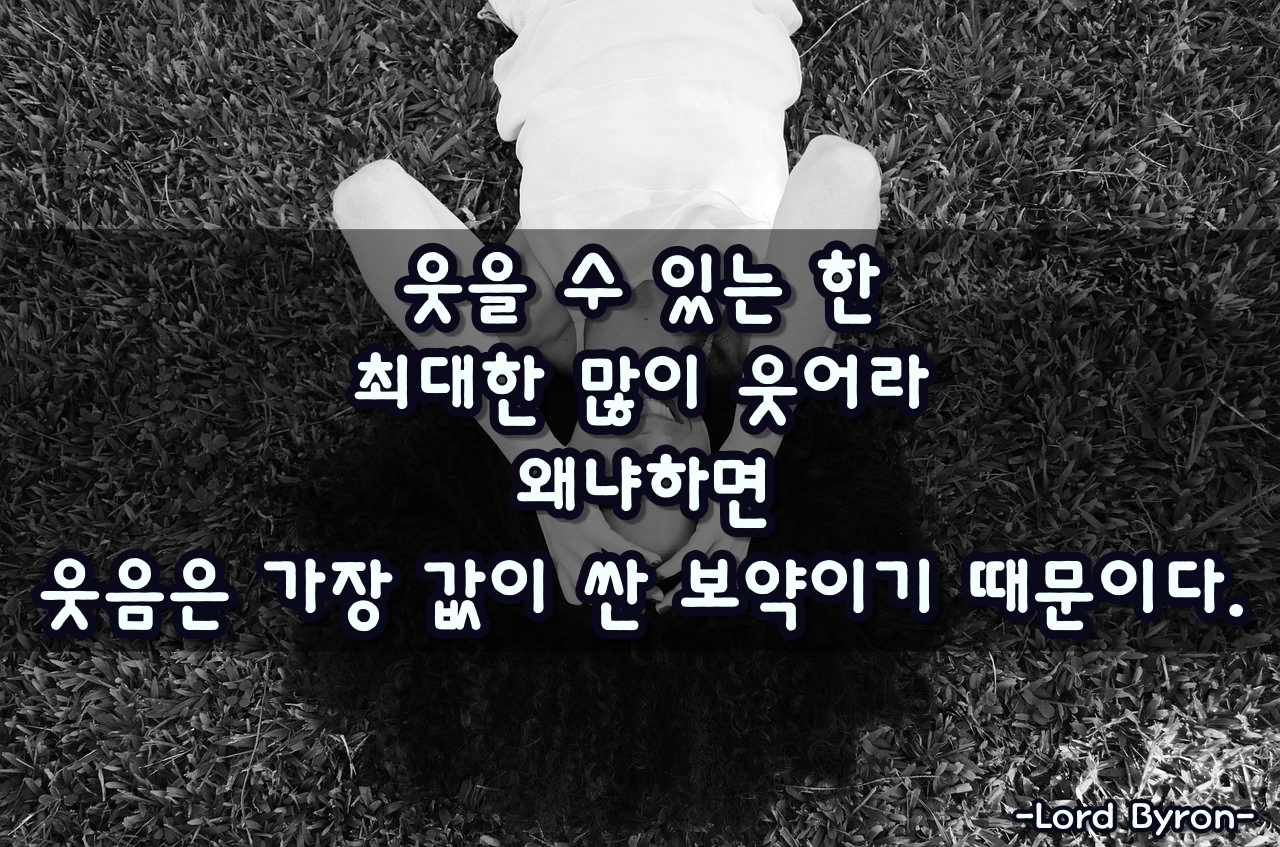 웃을 수 있는 한
최대한 많이 웃어라
왜냐하면
웃음은 가장 값이 싼 보약이기 때문이다.
-Lord Byron-